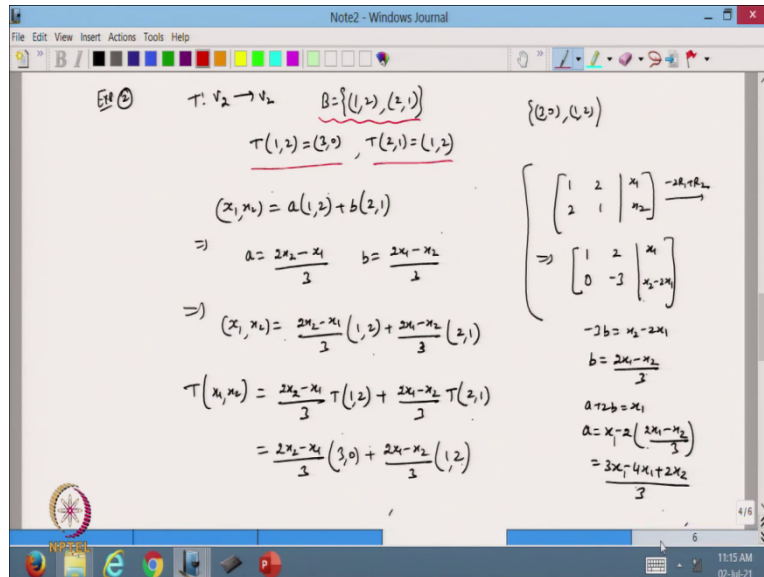 Note2 - Windows Journal
File Edit View Insert Actions Tools Help
B I
Exp ② T: V₂ → V₂ B={(1,2), (2,1)}
T(1,2)=(3,0) , T(2,1)=(1,2)
(x₁,x₂) = a(1,2)+b(2,1)
⇒ a = (2x₂-x₁)/3 b = (2x₁-x₂)/3
⇒ (x₁,x₂) = (2x₂-x₁)/3 (1,2) + (2x₁-x₂)/3 (2,1)
T(x₁,x₂) = (2x₂-x₁)/3 T(1,2) + (2x₁-x₂)/3 T(2,1)
= (2x₂-x₁)/3 (3,0) + (2x₁-x₂)/3 (1,2)
{(3,0), (1,2)}
[1 2 | x₁
2 1 | x₂] -2R₁+R₂ →
⇒ [1 2 | x₁
0 -3 | x₂-2x₁]
-3b = x₂-2x₁
b = (2x₁-x₂)/3
a+2b = x₁
a = x₁-2((2x₁-x₂)/3)
= (3x₁-4x₁+2x₂)/3
NPTEL
4/6
6
11:15 AM
02-Jul-21